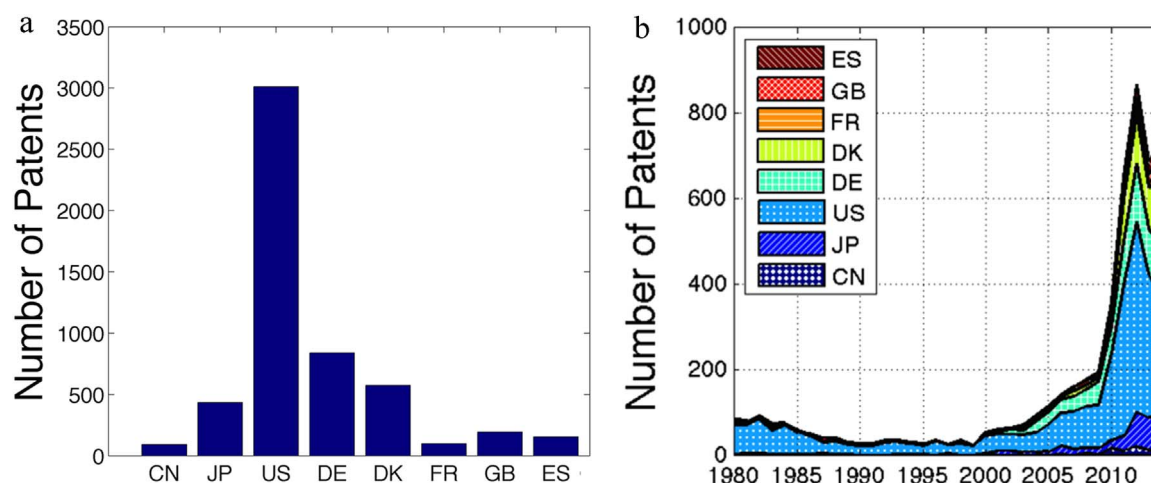 a
3500
3000
2500
2000
1500
1000
500
0
Number of Patents
CN JP US DE DK FR GB ES
b
1000
800
600
400
200
0
Number of Patents
ES
GB
FR
DK
DE
US
JP
CN
1980 1985 1990 1995 2000 2005 2010